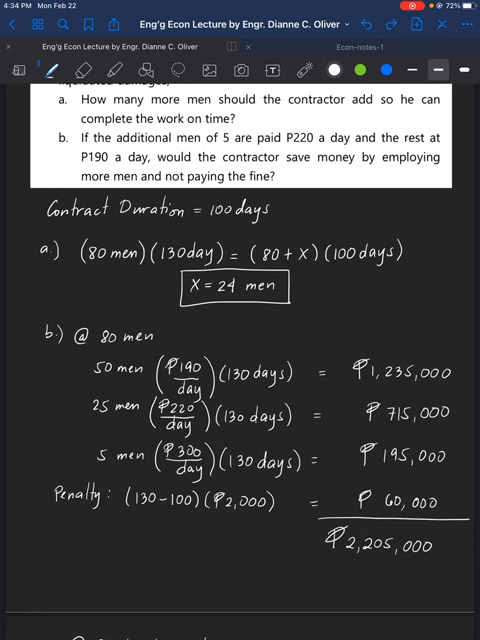 4:34 PM Mon Feb 22
72%
Eng'g Econ Lecture by Engr. Dianne C. Oliver
Eng'g Econ Lecture by Engr. Dianne C. Oliver
Econ-notes-1
a. How many more men should the contractor add so he can
complete the work on time?
b. If the additional men of 5 are paid P220 a day and the rest at
P190 a day, would the contractor save money by employing
more men and not paying the fine?
Contract Duration = 100 days
a.) (80 men)(130 day) = (80 + x)(100 days)
x = 24 men
b.) @ 80 men
50 men (₱190/day)(130 days) = ₱1,235,000
25 men (₱220/day)(130 days) = ₱715,000
5 men (₱300/day)(130 days) = ₱195,000
Penalty: (130-100)(₱2,000) = ₱60,000
₱2,205,000